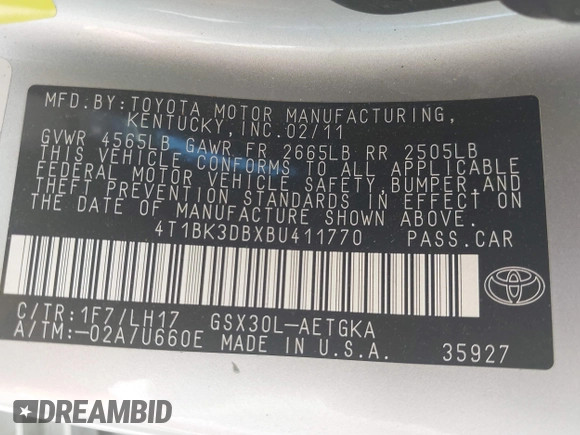 MFD.BY:TOYOTA MOTOR MANUFACTURING,
KENTUCKY,INC.02/11
GVWR 4565LB GAWR FR 2665LB RR 2505LB
THIS VEHICLE CONFORMS TO ALL APPLICABLE
FEDERAL MOTOR VEHICLE SAFETY,BUMPER,AND
THEFT PREVENTION STANDARDS IN EFFECT ON
THE DATE OF MANUFACTURE SHOWN ABOVE.
4T1BK3DBXBU411770 PASS.CAR
C/TR:1F7/LH17 GSX30L-AETGKA
A/TM:-02A/U660E MADE IN U.S.A. 35927
DREAMBID